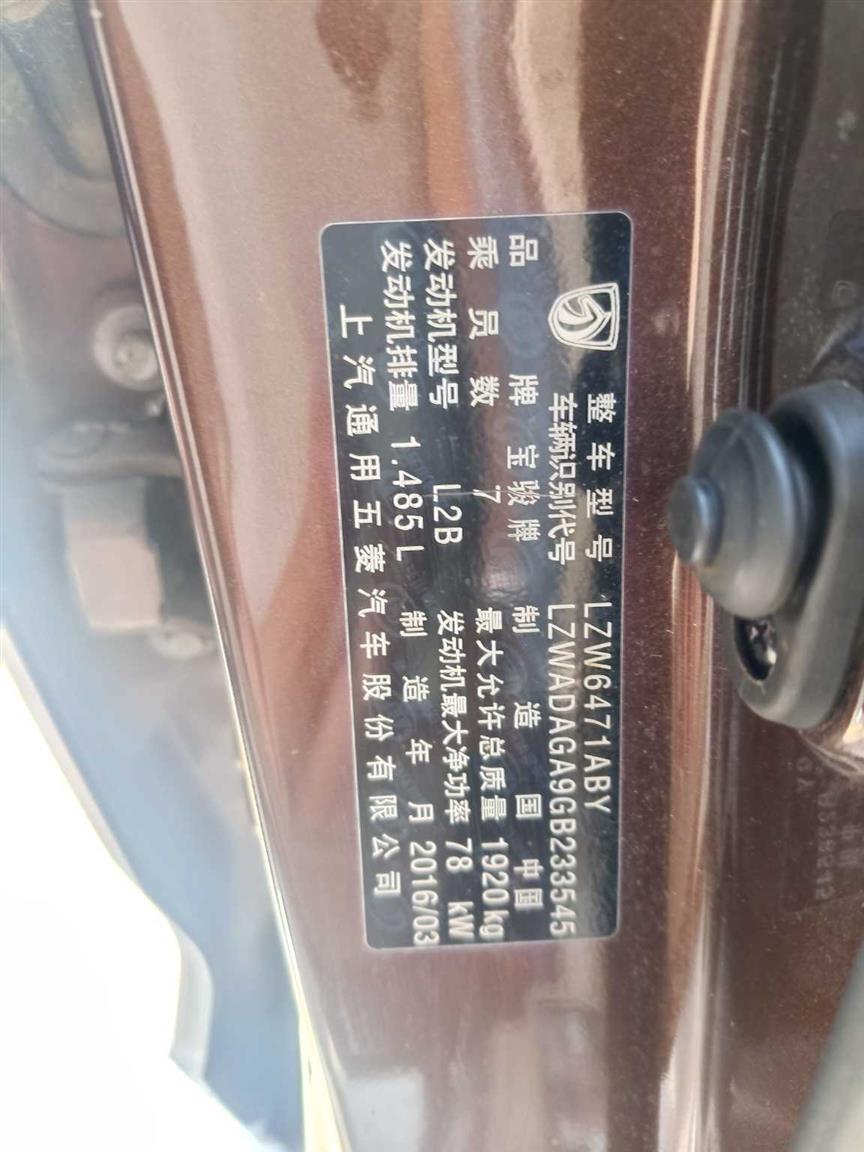 整车型号 LZW6471ABY
车辆识别代号 LZWADAGA9GB233545
品牌 宝骏牌 制造国 中国
乘员数 7 最大允许总质量 1920kg
发动机型号 L2B 发动机最大净功率 78 kW
发动机排量 1.485L 制造年月 2016/03
上汽通用五菱汽车股份有限公司